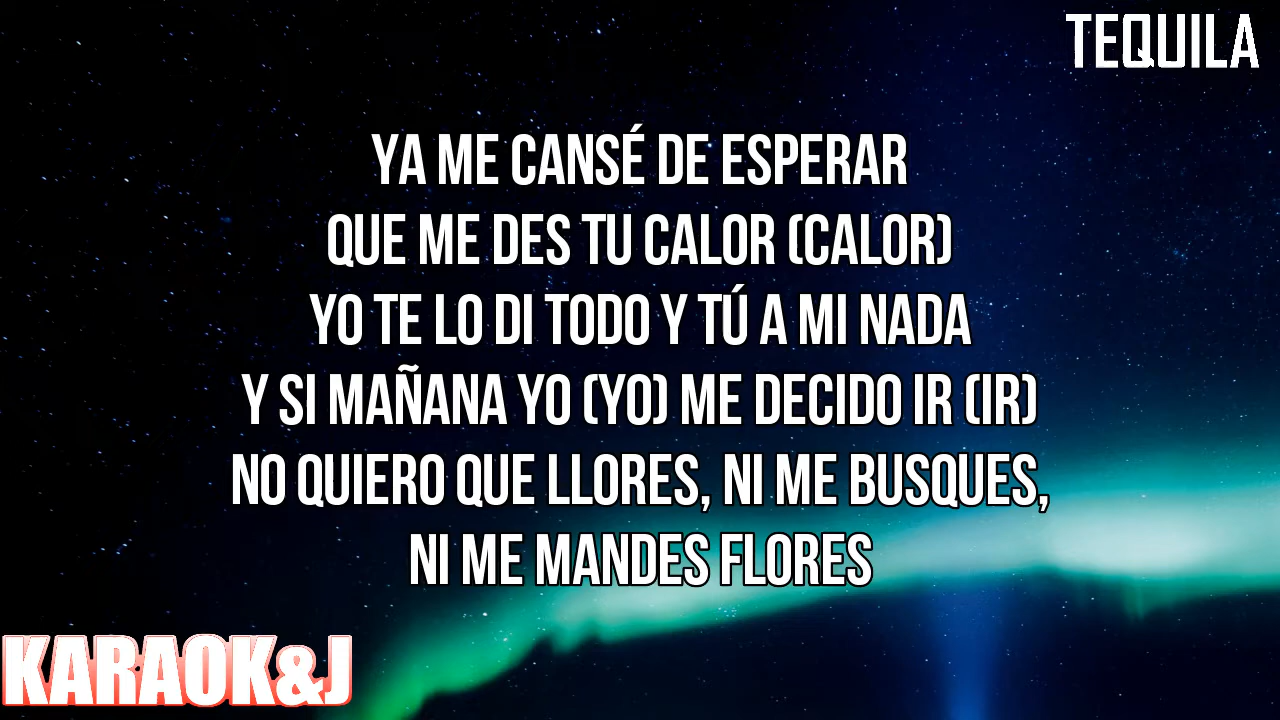 TEQUILA
YA ME CANSÉ DE ESPERAR
QUE ME DES TU CALOR (CALOR)
YO TE LO DI TODO Y TÚ A MI NADA
Y SI MAÑANA YO (YO) ME DECIDO IR (IR)
NO QUIERO QUE LLORES, NI ME BUSQUES,
NI ME MANDES FLORES
KARAOK&J